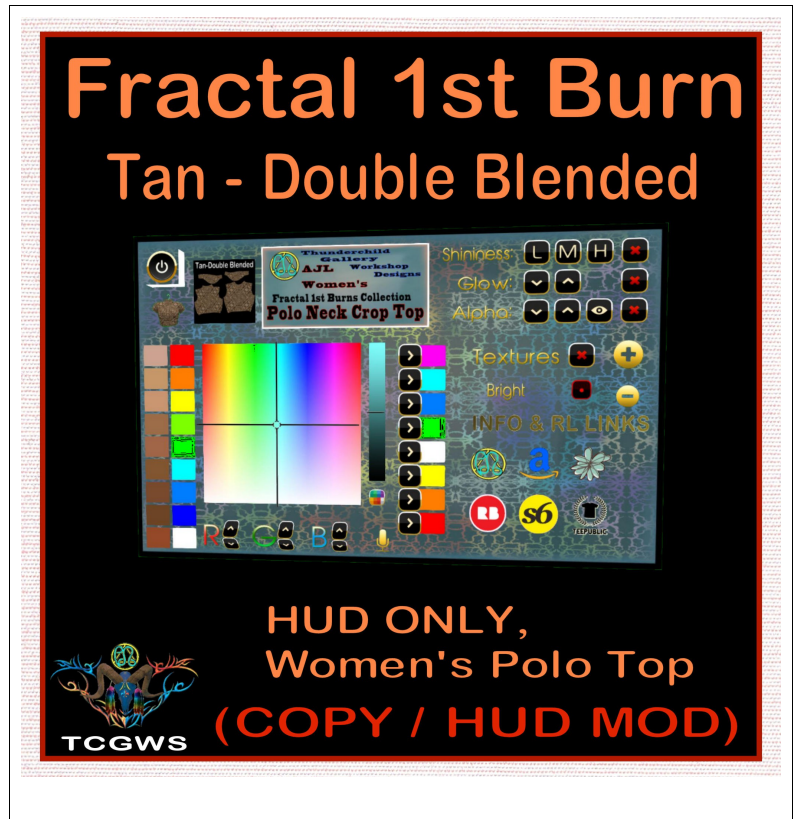 Fractal 1st Burn
Tan - Double Blended
Tan-Double Blended
Thunderchild
Gallery
AJL Workshop
Designs
Women's
Fractal 1st Burns Collection
Polo Neck Crop Top
Shininess: L M H
Glow:
Alpha:
Textures
Bright
INFO & RL LINKS
a
RB
s6
TEEPUBLIC
R G B
HUD ONLY,
Women's Polo Top
(COPY / HUD MOD)
TCGWS